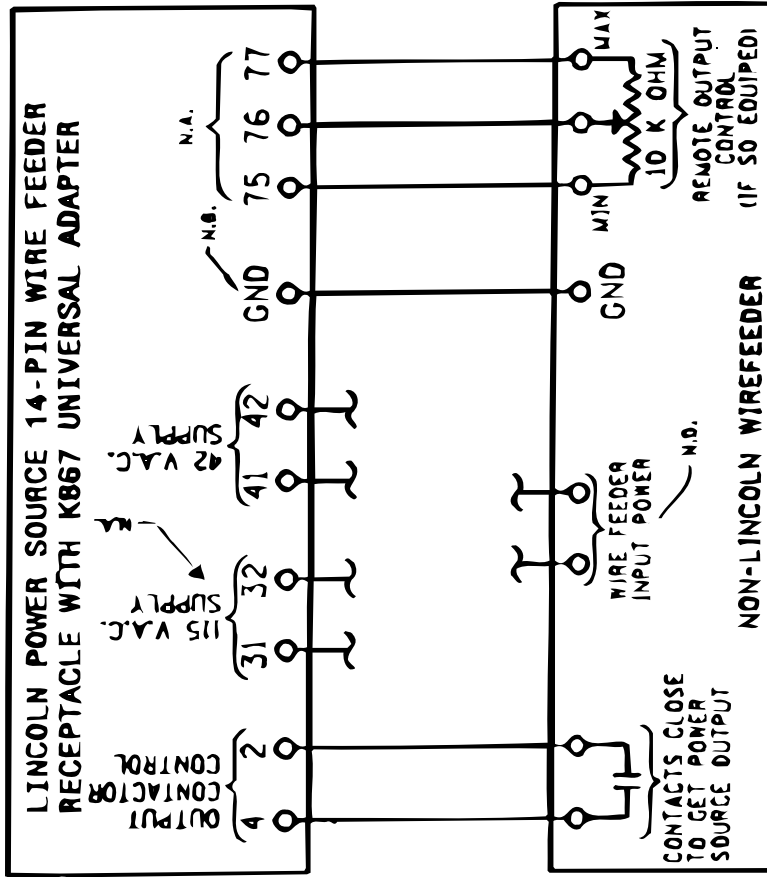 LINCOLN POWER SOURCE 14-PIN WIRE FEEDER
RECEPTACLE WITH K867 UNIVERSAL ADAPTER
N.A.
77
76
75
N.B.
GND
42 V.A.C.
SUPPLY
42
41
N.A.
115 V.A.C.
SUPPLY
32
31
OUTPUT
CONTACTOR
CONTROL
2
4
MAX
MIN
10 K OHM
REMOTE OUTPUT
CONTROL
(IF SO EQUIPED)
GND
WIRE FEEDER
INPUT POWER
N.D.
CONTACTS CLOSE
TO GET POWER
SOURCE OUTPUT
NON-LINCOLN WIREFEEDER